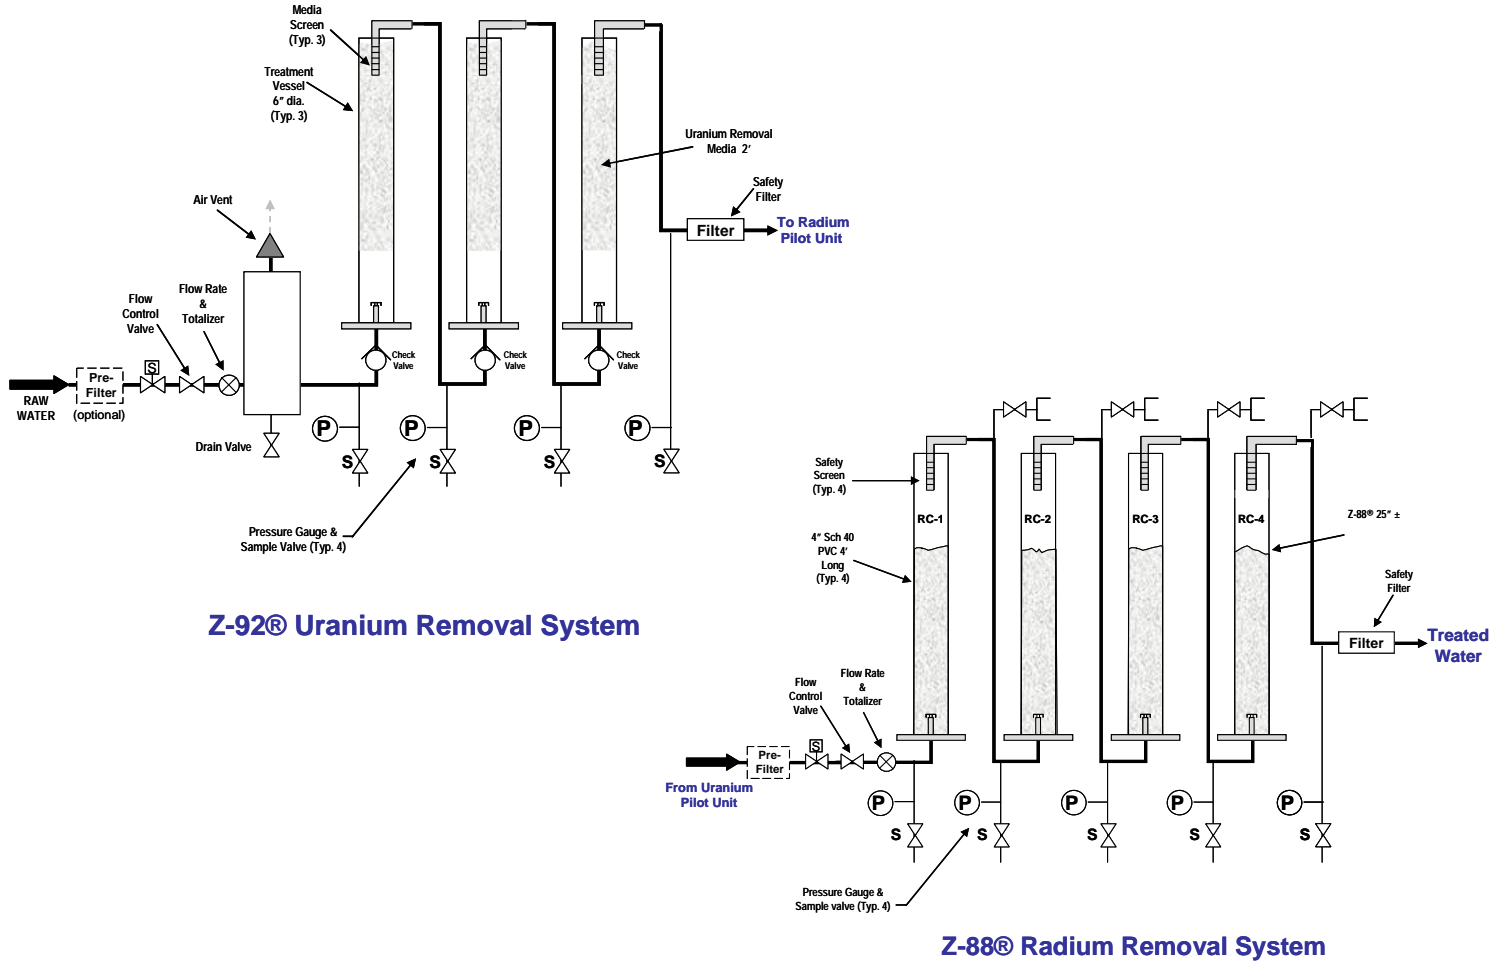 Media
Screen
(Typ. 3)
Treatment
Vessel
6″ dia.
(Typ. 3)
Uranium Removal
Media 2′
Safety
Filter
Air Vent
Filter
To Radium
Pilot Unit
Flow Rate
&
Totalizer
Flow
Control
Valve
Check
Valve
Check
Valve
Check
Valve
S
Pre-
Filter
(optional)
RAW
WATER
Drain Valve
P
P
P
P
S
S
S
S
Pressure Gauge &
Sample Valve (Typ. 4)
Z-92® Uranium Removal System
Safety
Screen
(Typ. 4)
RC-1
RC-2
RC-3
RC-4
Z-88® 25″ ±
4″ Sch 40
PVC 4′
Long
(Typ. 4)
Safety
Filter
Filter
Treated
Water
Flow Rate
&
Totalizer
Flow
Control
Valve
S
Pre-
Filter
From Uranium
Pilot Unit
P
P
P
P
P
S
S
S
S
S
Pressure Gauge &
Sample valve (Typ. 4)
Z-88® Radium Removal System